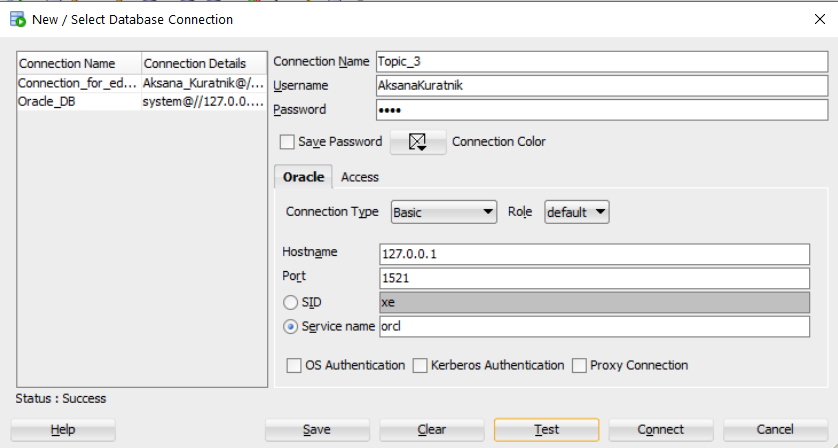 New / Select Database Connection
Connection Name Connection Details
Connection_for_ed... Aksana_Kuratnik@/...
Oracle_DB system@//127.0.0....
Connection Name Topic_3
Username AksanaKuratnik
Password ••••
Save Password Connection Color
Oracle Access
Connection Type Basic Role default
Hostname 127.0.0.1
Port 1521
SID xe
Service name orcl
OS Authentication Kerberos Authentication Proxy Connection
Status : Success
Help Save Clear Test Connect Cancel